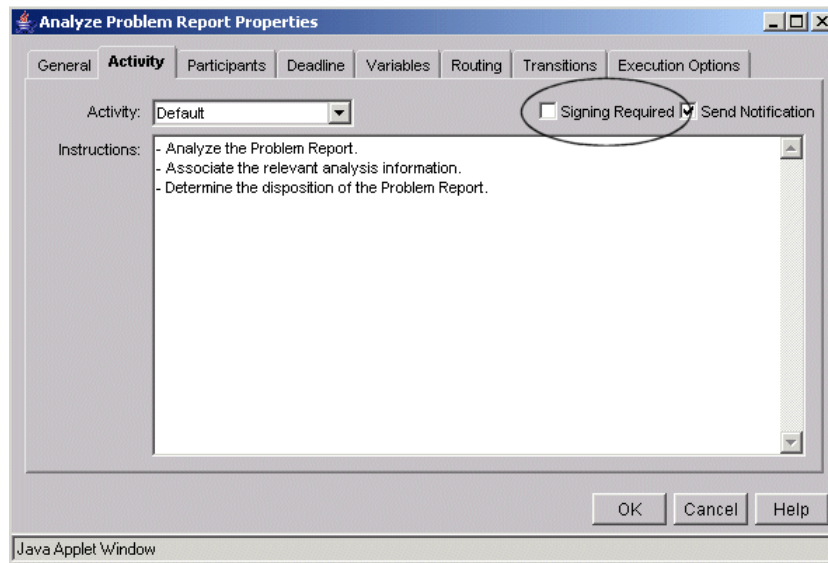 Analyze Problem Report Properties
General Activity Participants Deadline Variables Routing Transitions Execution Options
Activity: Default Signing Required Send Notification
Instructions: - Analyze the Problem Report.
- Associate the relevant analysis information.
- Determine the disposition of the Problem Report.
OK Cancel Help
Java Applet Window